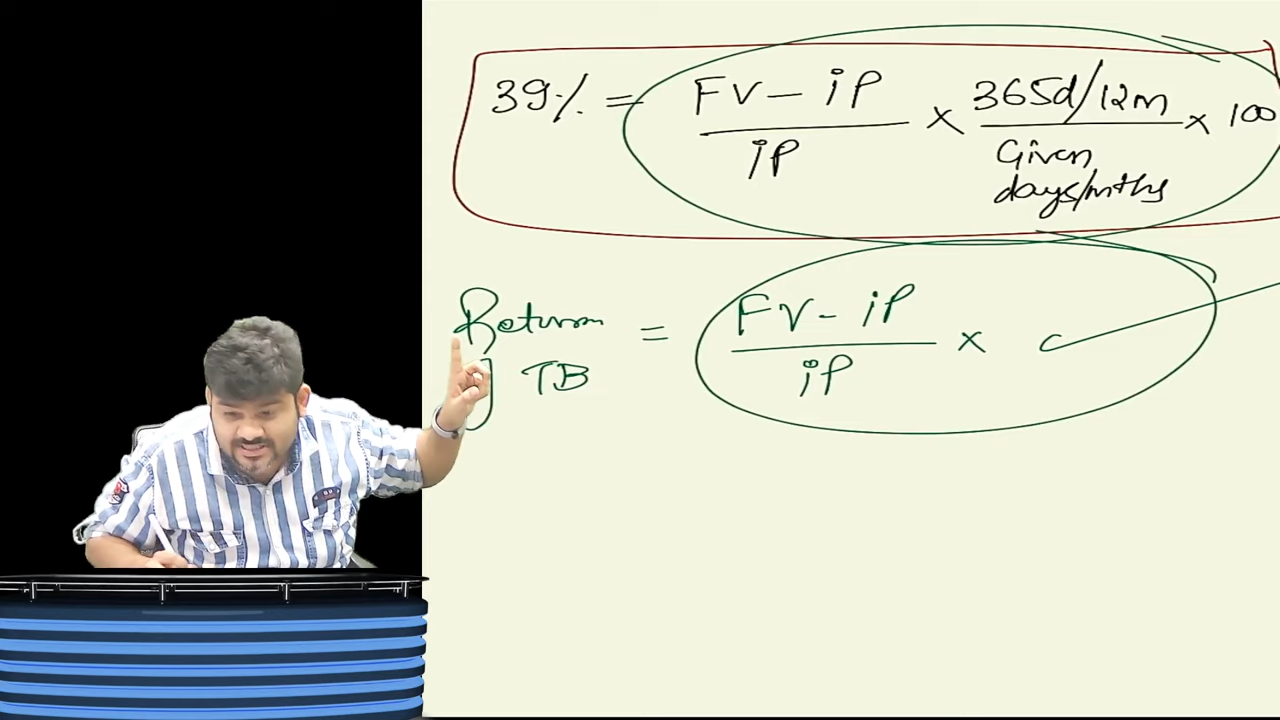 39% = FV - iP / iP × 365d/12m / Given days/mths × 100
Return = FV - iP / iP ×
TB